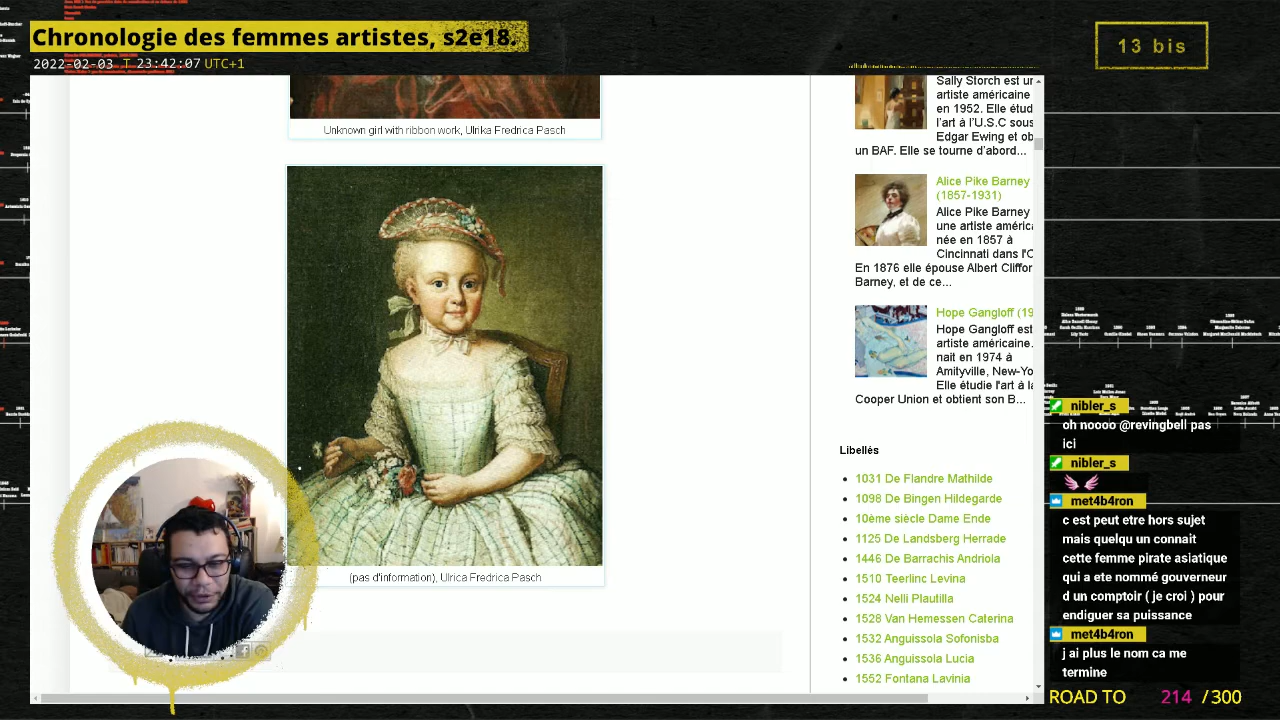 Chronologie des femmes artistes, s2e18.
2022-02-03 T 23:42:07 UTC+1
13 bis
Unknown girl with ribbon work, Ulrika Fredrica Pasch
(pas d'information), Ulrica Fredrica Pasch
Sally Storch est un
artiste américaine
en 1952. Elle étud
l'art à l'U.S.C sous
Edgar Ewing et ob
un BAF. Elle se tourne d'abord...
Alice Pike Barney
(1857-1931)
Alice Pike Barney
une artiste améric
née en 1857 à
Cincinnati dans l'O
En 1876 elle épouse Albert Cliffor
Barney, et de ce...
Hope Gangloff (19
Hope Gangloff est
artiste américaine.
nait en 1974 à
Amityville, New-Yo
Elle étudie l'art à la
Cooper Union et obtient son B...
Libellés
1031 De Flandre Mathilde
1098 De Bingen Hildegarde
10ème siècle Dame Ende
1125 De Landsberg Herrade
1446 De Barrachis Andriola
1510 Teerlinc Levina
1524 Nelli Plautilla
1528 Van Hemessen Caterina
1532 Anguissola Sofonisba
1536 Anguissola Lucia
1552 Fontana Lavinia
nibler_s
oh noooo @revingbell pas
ici
nibler_s
met4b4ron
c est peut etre hors sujet
mais quelqu un connait
cette femme pirate asiatique
qui a ete nommé gouverneur
d un comptoir ( je croi ) pour
endiguer sa puissance
met4b4ron
j ai plus le nom ca me
termine
ROAD TO 214 / 300